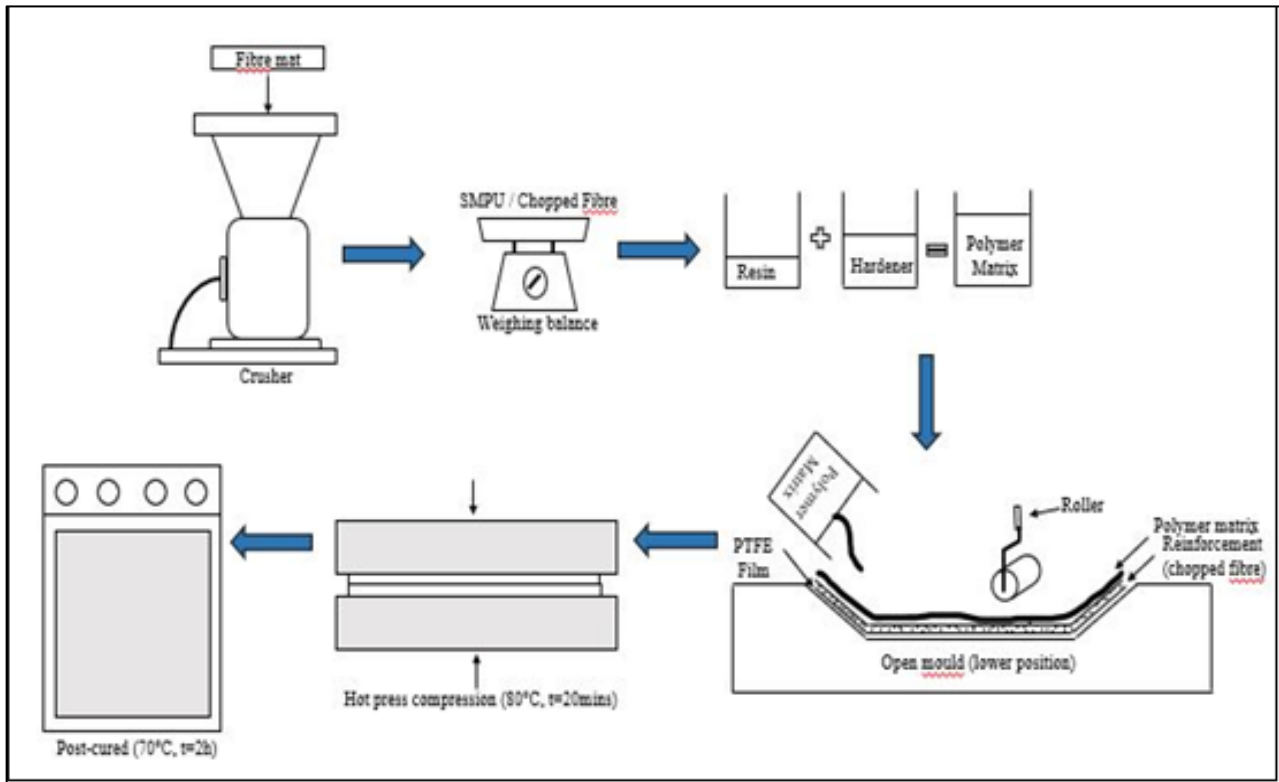 Fibre mat
Crusher
SMPU / Chopped Fibre
Weighing balance
Resin
Hardener
Polymer
Matrix
Polymer
Matrix
PTFE
Film
Roller
Polymer matrix
Reinforcement
(chopped fibre)
Open mould (lower position)
Hot press compression (80°C, t=20mins)
Post-cured (70°C, t=2h)